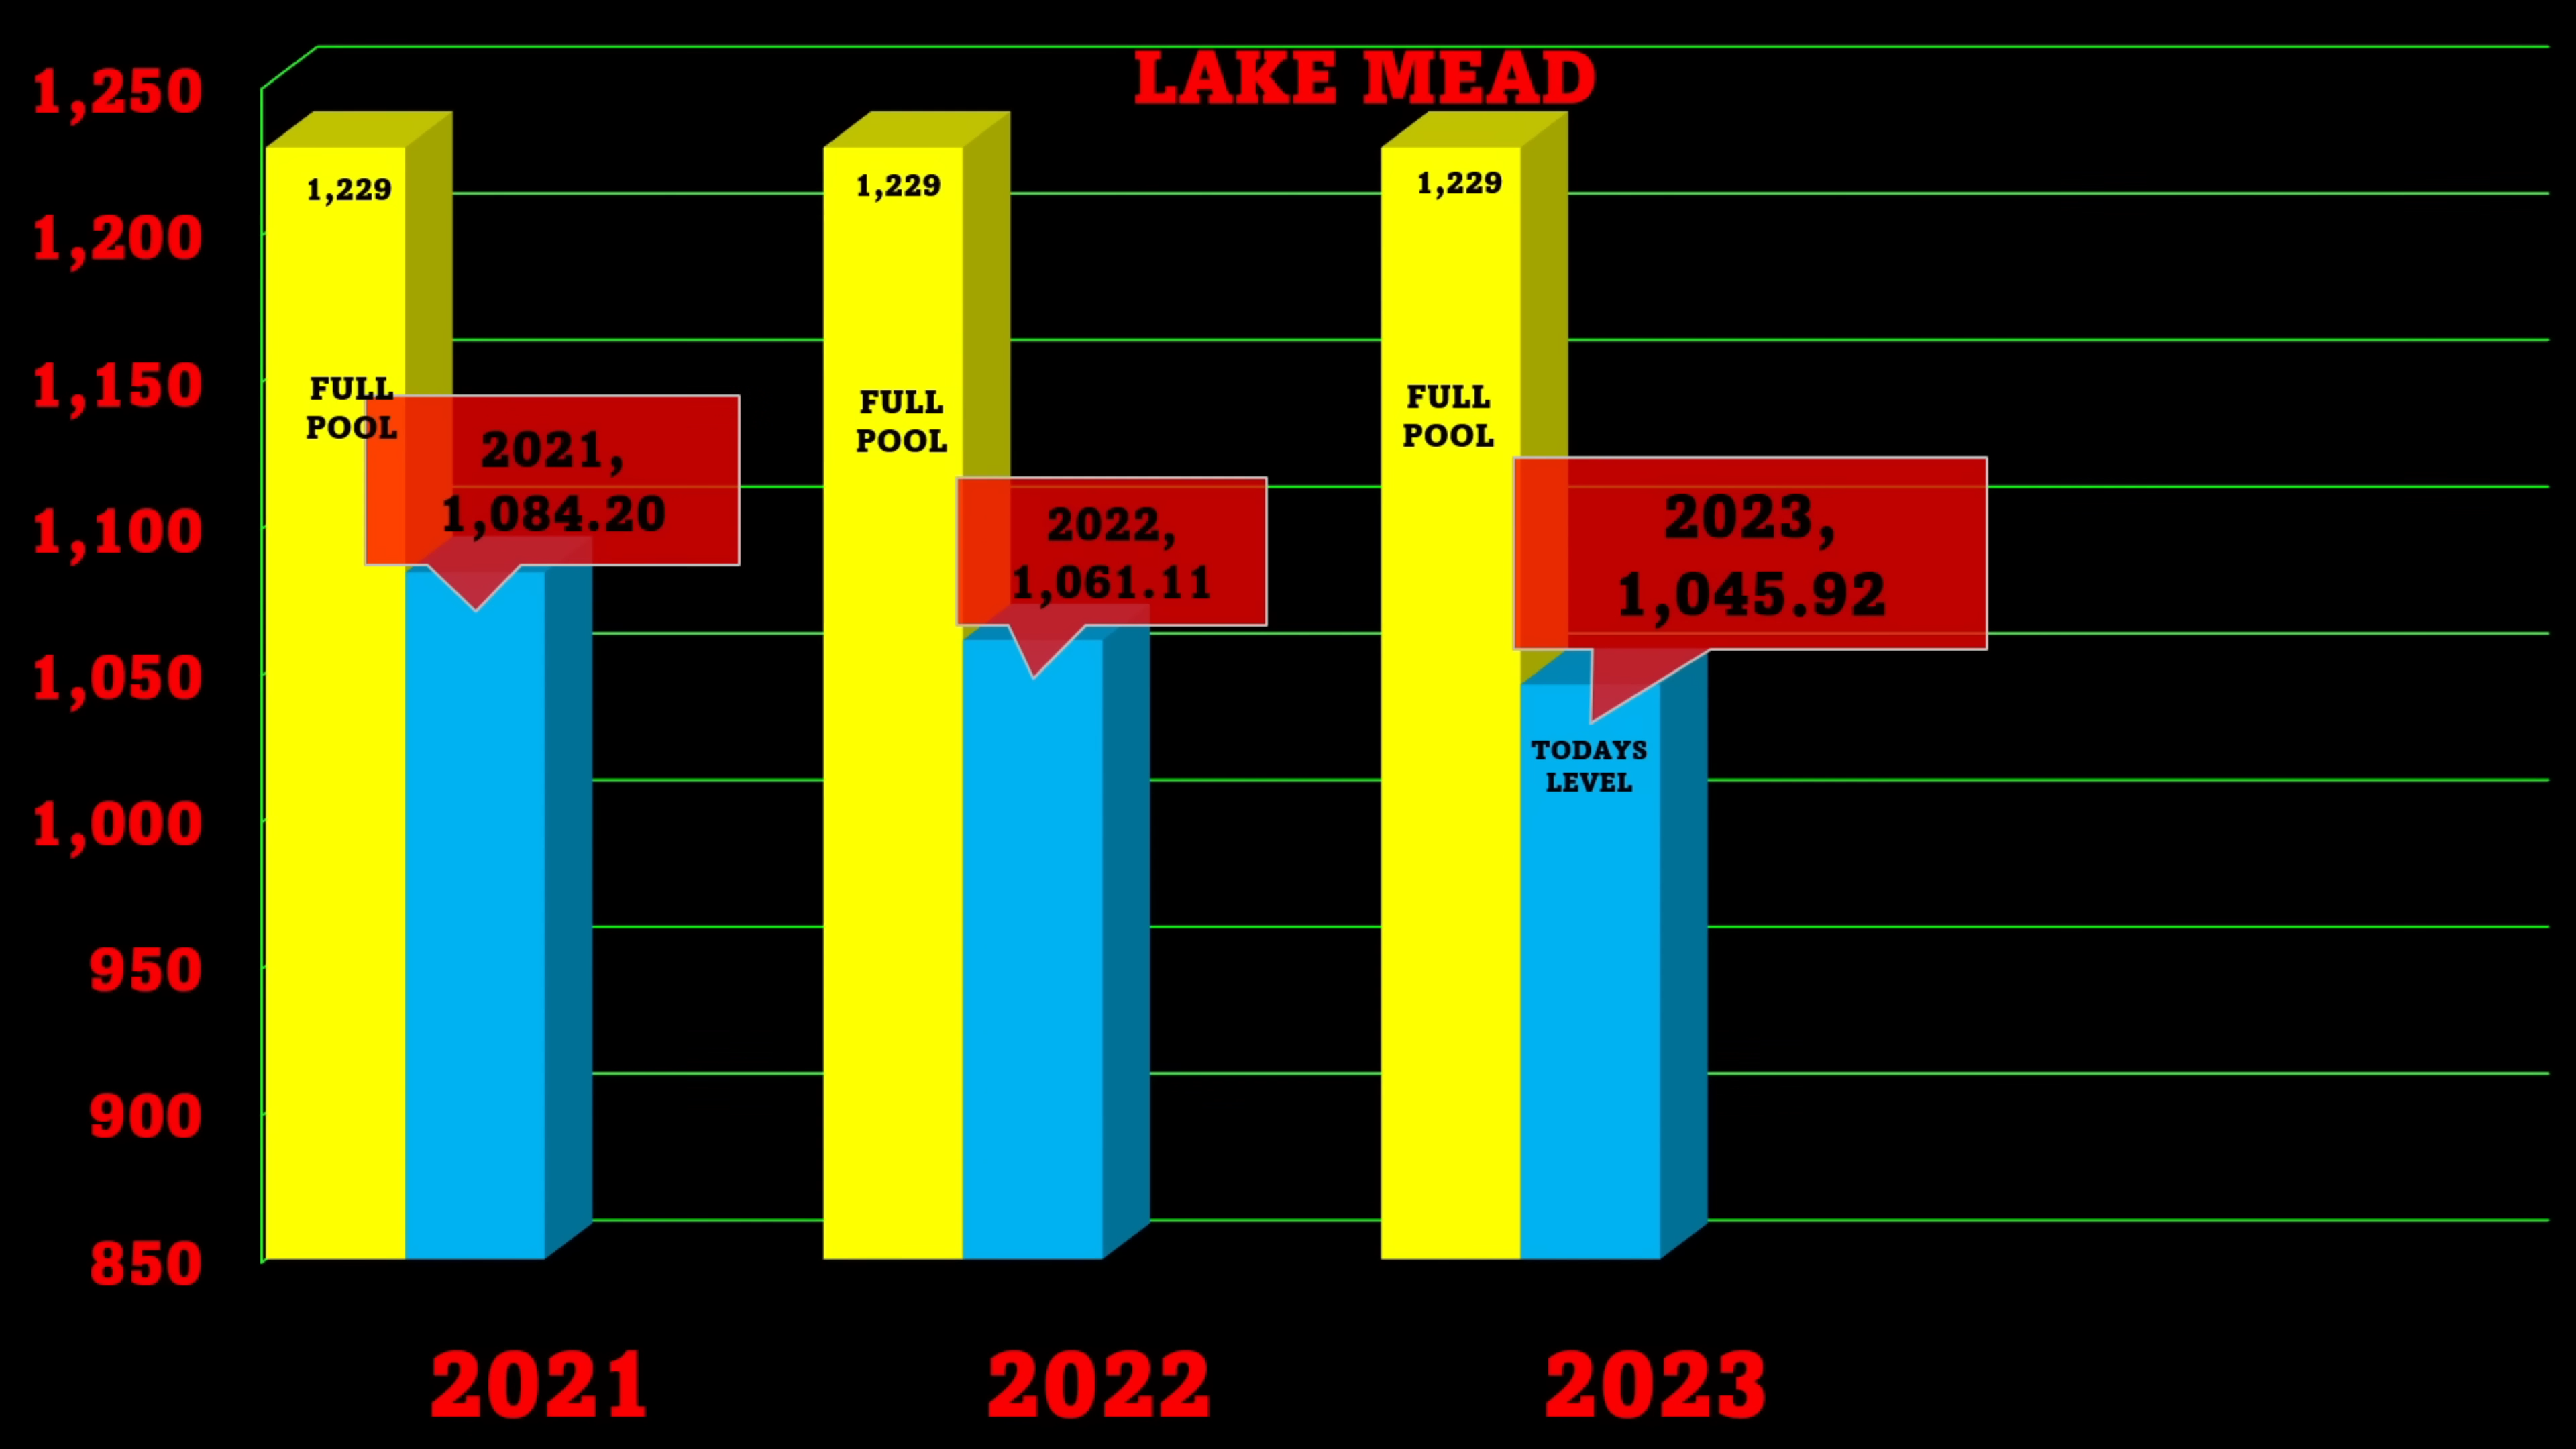 LAKE MEAD
1,250
1,200
1,150
1,100
1,050
1,000
950
900
850
1,229
FULL
POOL
2021,
1,084.20
1,229
FULL
POOL
2022,
1,061.11
1,229
FULL
POOL
2023,
1,045.92
TODAYS
LEVEL
2021
2022
2023